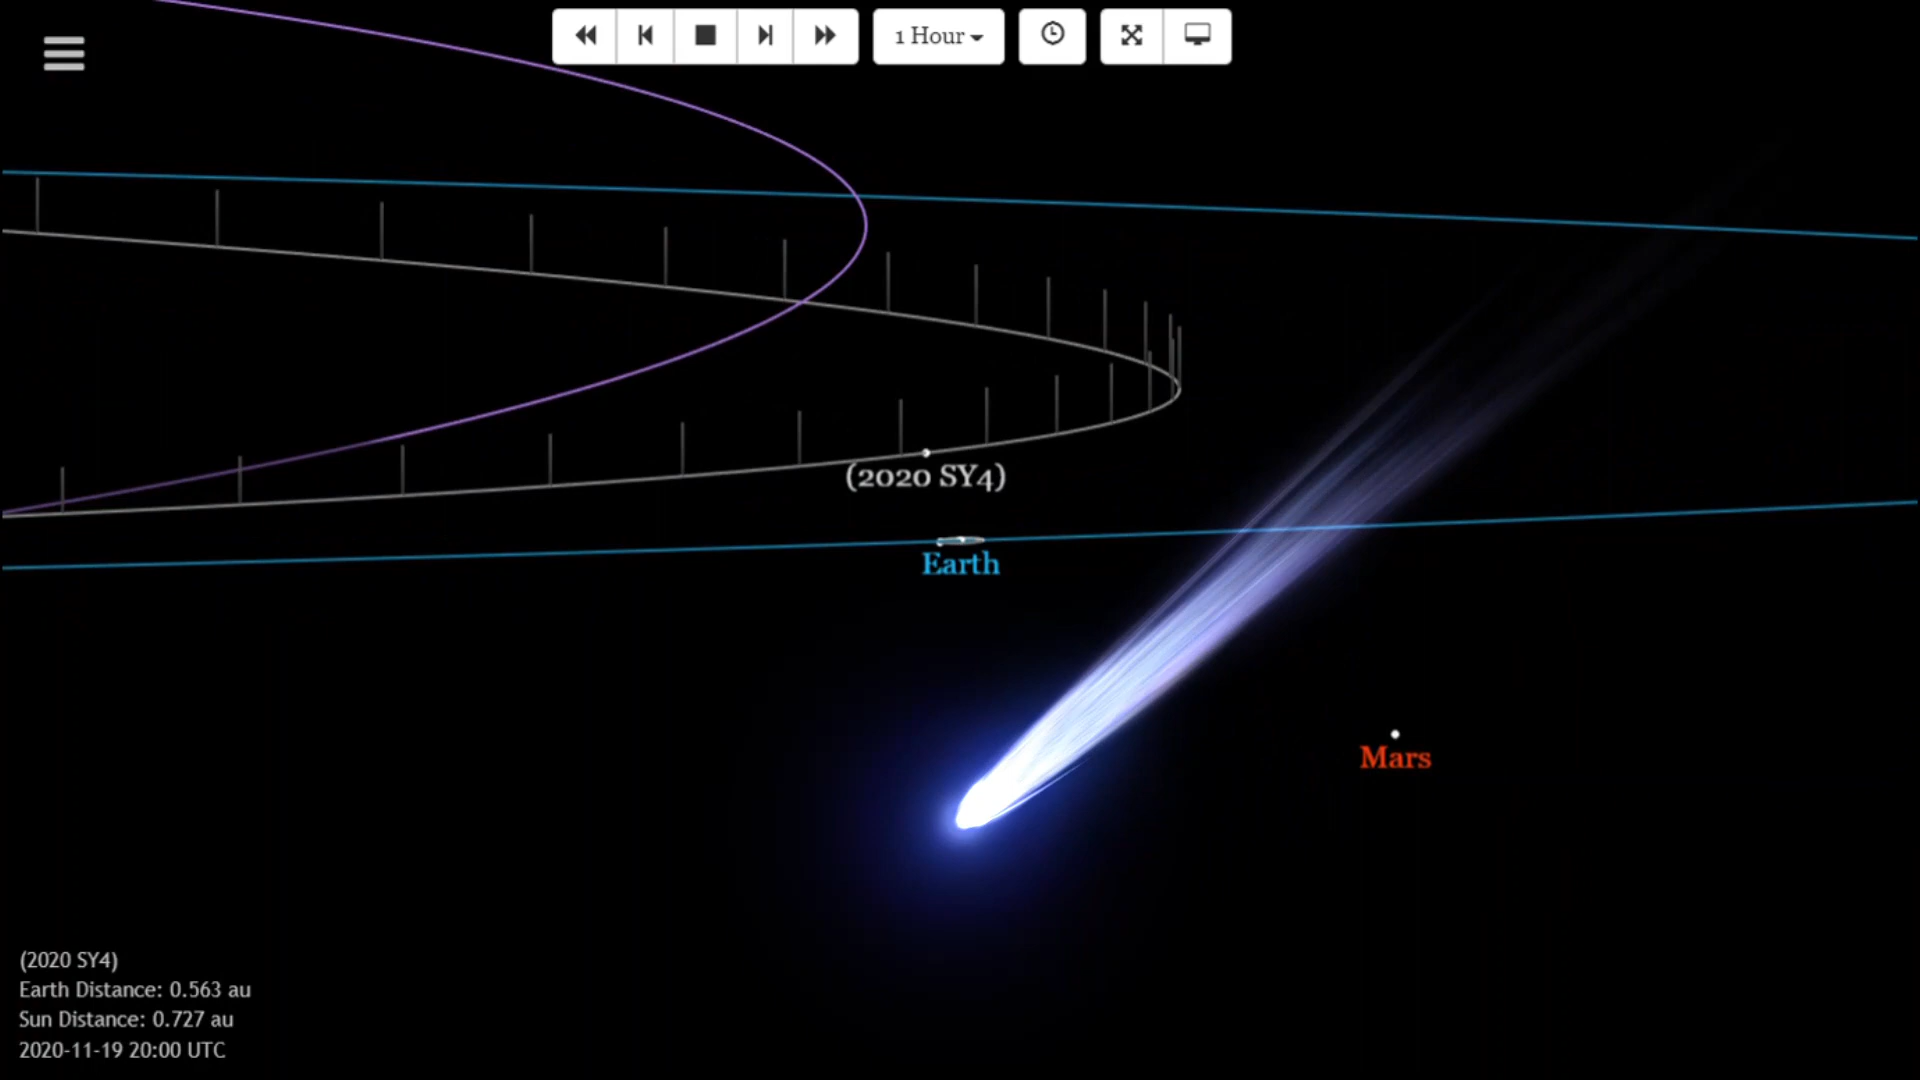 1 Hour
(2020 SY4)
Earth
Mars
(2020 SY4)
Earth Distance: 0.563 au
Sun Distance: 0.727 au
2020-11-19 20:00 UTC